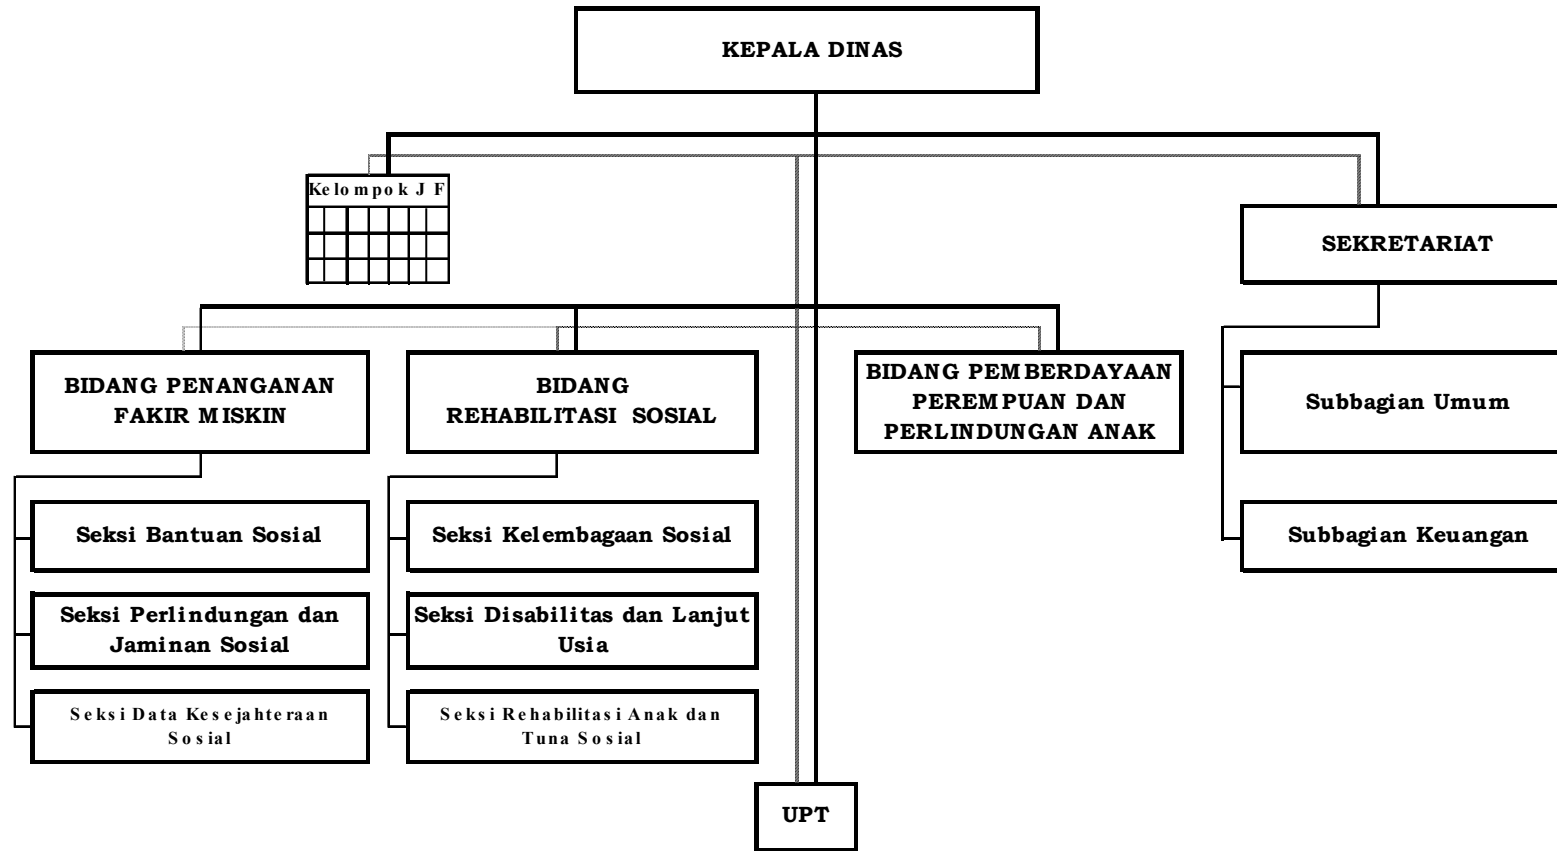 KEPALA DINAS
Kelompok J F
SEKRETARIAT
BIDANG PENANGANAN
FAKIR MISKIN
BIDANG
REHABILITASI SOSIAL
BIDANG PEMBERDAYAAN
PEREMPUAN DAN
PERLINDUNGAN ANAK
Subbagian Umum
Seksi Bantuan Sosial
Seksi Kelembagaan Sosial
Subbagian Keuangan
Seksi Perlindungan dan
Jaminan Sosial
Seksi Disabilitas dan Lanjut
Usia
Seksi Data Kesejahteraan
Sosial
Seksi Rehabilitasi Anak dan
Tuna Sosial
UPT